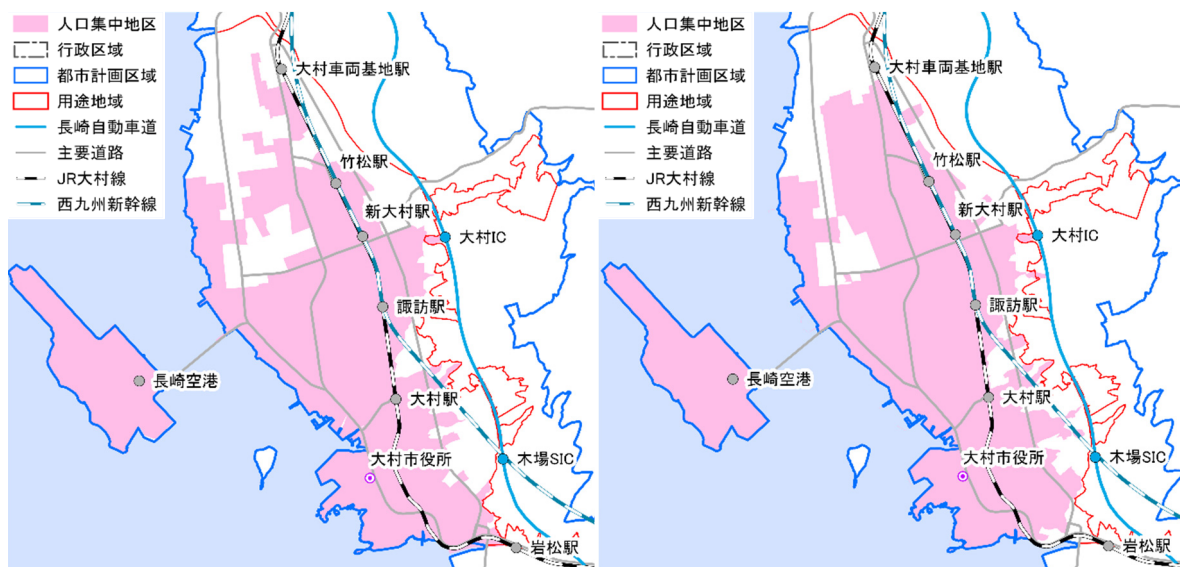 人口集中地区
行政区域
都市計画区域
用途地域
長崎自動車道
主要道路
JR大村線
西九州新幹線
大村車両基地駅
竹松駅
新大村駅
大村IC
諏訪駅
長崎空港
大村駅
大村市役所
木場SIC
岩松駅
人口集中地区
行政区域
都市計画区域
用途地域
長崎自動車道
主要道路
JR大村線
西九州新幹線
大村車両基地駅
竹松駅
新大村駅
大村IC
諏訪駅
長崎空港
大村駅
大村市役所
木場SIC
岩松駅